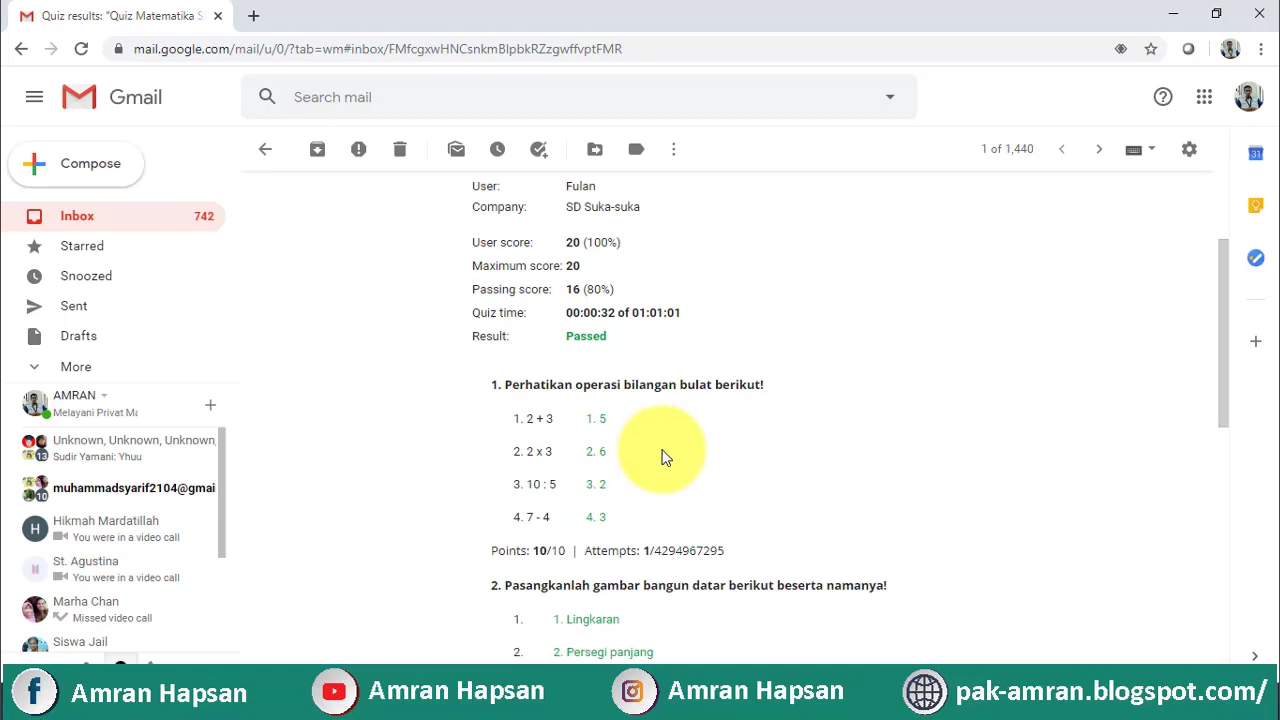 Quiz results: "Quiz Matematika S
mail.google.com/mail/u/0/?tab=wm#inbox/FMfcgxwHNCsnkmBlpbkRZzgwffvptFMR
Gmail
Search mail
Compose
1 of 1,440
Inbox 742
Starred
Snoozed
Sent
Drafts
More
AMRAN
Melayani Privat Ma
Unknown, Unknown, Unknown,
Sudir Yamani: Yhuu
13
muhammadsyarif2104@gmai
10
H
Hikmah Mardatillah
You were in a video call
St. Agustina
You were in a video call
Marha Chan
Missed video call
Siswa Jail
User: Fulan
Company: SD Suka-suka
User score: 20 (100%)
Maximum score: 20
Passing score: 16 (80%)
Quiz time: 00:00:32 of 01:01:01
Result: Passed
1. Perhatikan operasi bilangan bulat berikut!
1. 2 + 3 1. 5
2. 2 x 3 2. 6
3. 10 : 5 3. 2
4. 7 - 4 4. 3
Points: 10/10 | Attempts: 1/4294967295
2. Pasangkanlah gambar bangun datar berikut beserta namanya!
1. 1. Lingkaran
2. 2. Persegi panjang
31
Amran Hapsan Amran Hapsan Amran Hapsan pak-amran.blogspot.com/